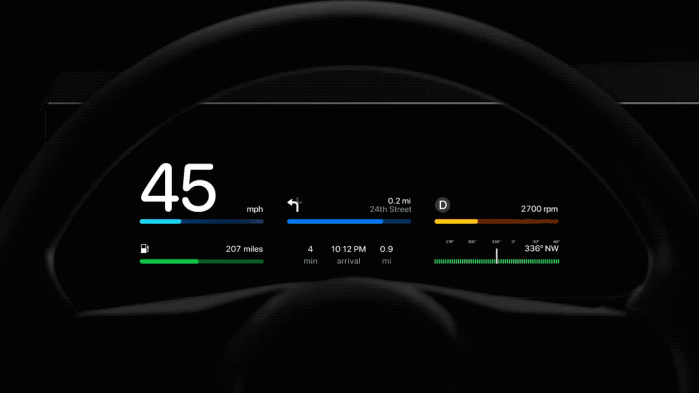 45 mph
0.2 mi
24th Street
D
2700 rpm
207 miles
4 min
10:12 PM arrival
0.9 mi
336° NW